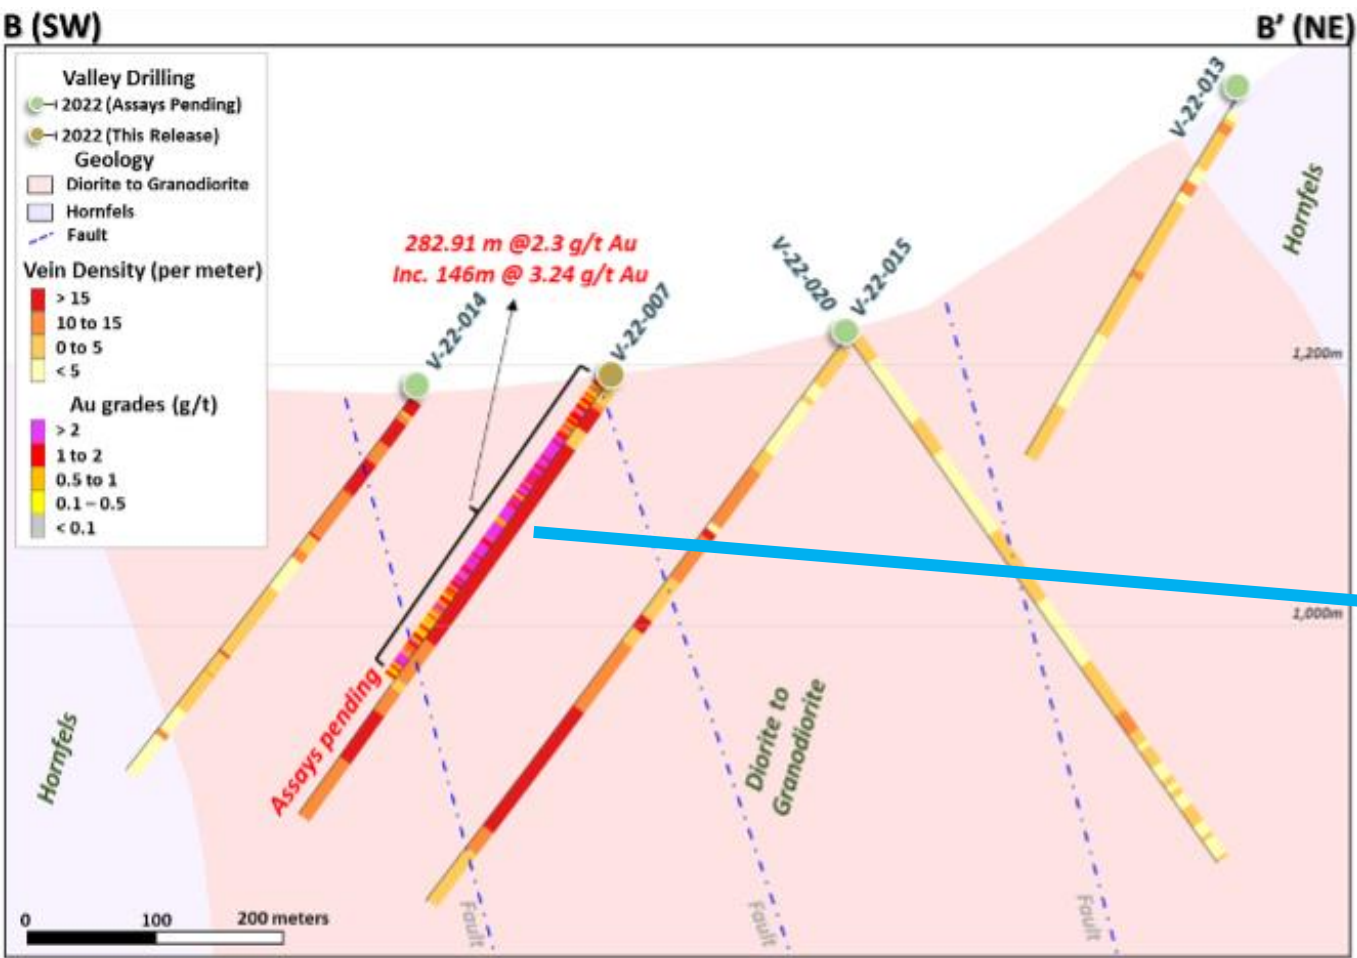 B (SW)
B’ (NE)
Valley Drilling
2022 (Assays Pending)
2022 (This Release)
Geology
Diorite to Granodiorite
Hornfels
Fault
Vein Density (per meter)
> 15
10 to 15
0 to 5
< 5
Au grades (g/t)
> 2
1 to 2
0.5 to 1
0.1 – 0.5
< 0.1
282.91 m @2.3 g/t Au
Inc. 146m @ 3.24 g/t Au
V-22-014
V-22-007
V-22-020
V-22-015
V-22-013
Hornfels
1,200m
1,000m
Assays pending
Hornfels
Diorite to
Granodiorite
Fault
Fault
Fault
0 100 200 meters